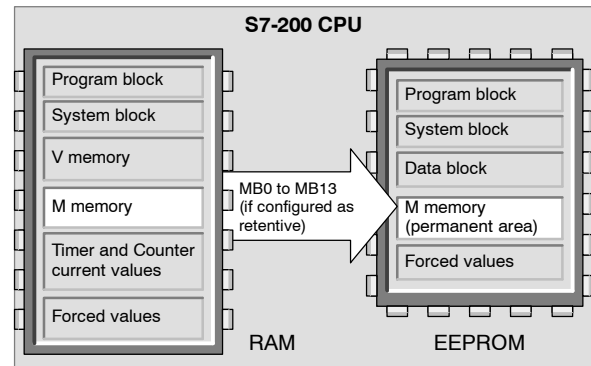 S7-200 CPU
Program block
System block
V memory
M memory
Timer and Counter
current values
Forced values
RAM
MB0 to MB13
(if configured as
retentive)
Program block
System block
Data block
M memory
(permanent area)
Forced values
EEPROM